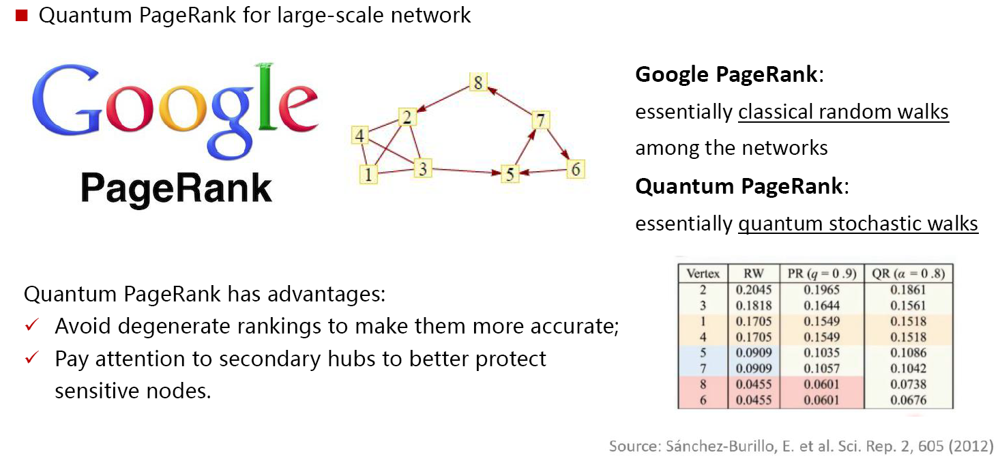 Quantum PageRank for large-scale network
Google
PageRank
8
2
7
4
1
3
5
6
Google PageRank:
essentially classical random walks
among the networks
Quantum PageRank:
essentially quantum stochastic walks
Quantum PageRank has advantages:
✓ Avoid degenerate rankings to make them more accurate;
✓ Pay attention to secondary hubs to better protect
sensitive nodes.
Vertex RW PR (q = 0.9) QR (α = 0.8)
2 0.2045 0.1965 0.1861
3 0.1818 0.1644 0.1561
1 0.1705 0.1549 0.1518
4 0.1705 0.1549 0.1518
5 0.0909 0.1035 0.1086
7 0.0909 0.1057 0.1042
8 0.0455 0.0601 0.0738
6 0.0455 0.0601 0.0676
Source: Sánchez-Burillo, E. et al. Sci. Rep. 2, 605 (2012)